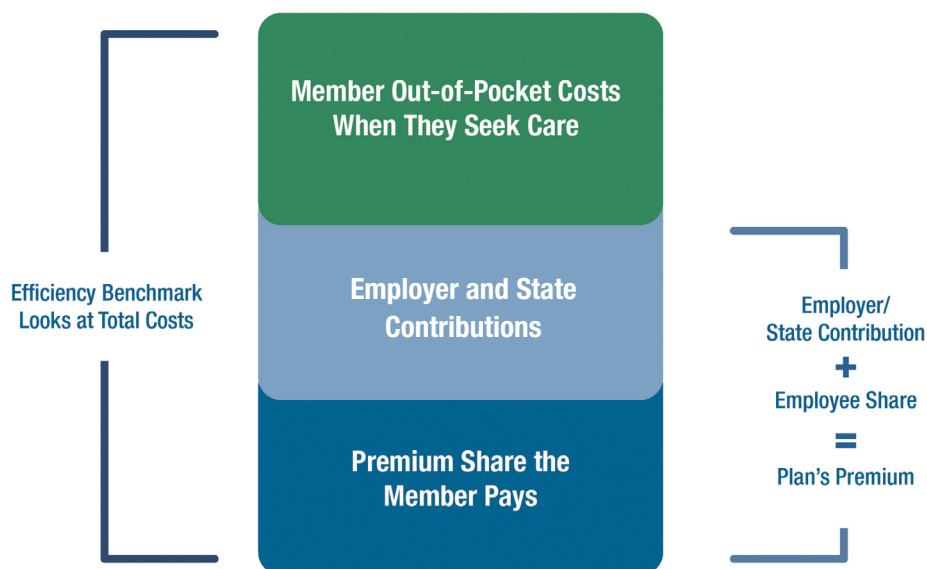 Member Out-of-Pocket Costs
When They Seek Care
Efficiency Benchmark
Looks at Total Costs
Employer and State
Contributions
Employer/
State Contribution
+
Employee Share
=
Plan's Premium
Premium Share the
Member Pays